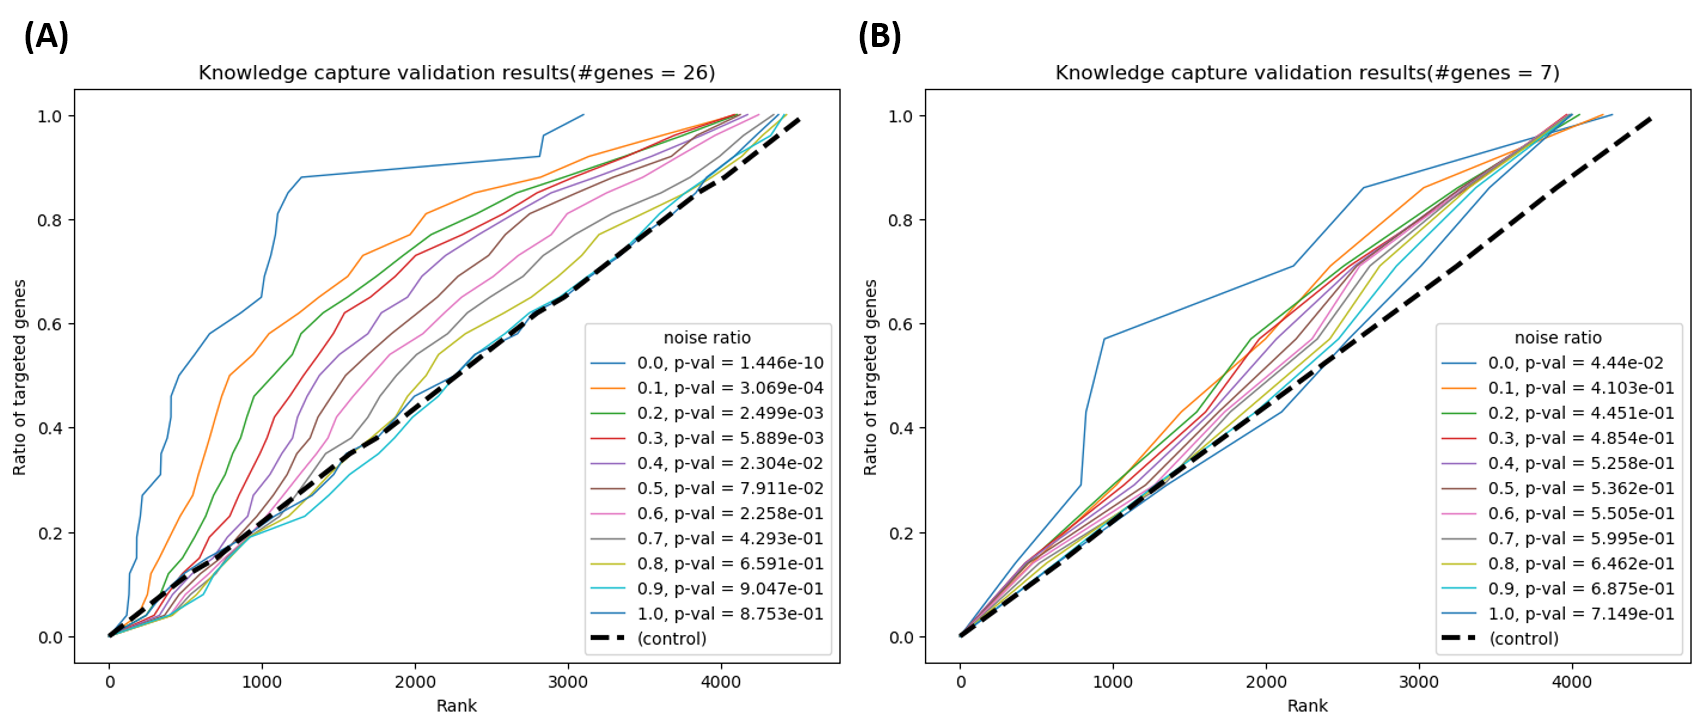 (A)
Knowledge capture validation results(#genes = 26)
Ratio of targeted genes
1.0
0.8
0.6
0.4
0.2
0.0
0
1000
2000
3000
4000
Rank
noise ratio
0.0, p-val = 1.446e-10
0.1, p-val = 3.069e-04
0.2, p-val = 2.499e-03
0.3, p-val = 5.889e-03
0.4, p-val = 2.304e-02
0.5, p-val = 7.911e-02
0.6, p-val = 2.258e-01
0.7, p-val = 4.293e-01
0.8, p-val = 6.591e-01
0.9, p-val = 9.047e-01
1.0, p-val = 8.753e-01
(control)
(B)
Knowledge capture validation results(#genes = 7)
Ratio of targeted genes
1.0
0.8
0.6
0.4
0.2
0.0
0
1000
2000
3000
4000
Rank
noise ratio
0.0, p-val = 4.44e-02
0.1, p-val = 4.103e-01
0.2, p-val = 4.451e-01
0.3, p-val = 4.854e-01
0.4, p-val = 5.258e-01
0.5, p-val = 5.362e-01
0.6, p-val = 5.505e-01
0.7, p-val = 5.995e-01
0.8, p-val = 6.462e-01
0.9, p-val = 6.875e-01
1.0, p-val = 7.149e-01
(control)